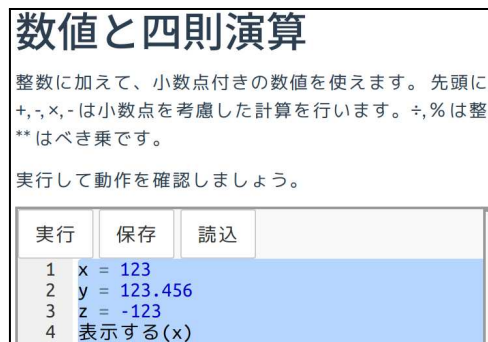 数値と四則演算
整数に加えて、小数点付きの数値を使えます。 先頭に
+, -, ×, - は小数点を考慮した計算を行います。÷, % は整
** はべき乗です。
実行して動作を確認しましょう。
実行 保存 読込
1 x = 123
2 y = 123.456
3 z = -123
4 表示する(x)